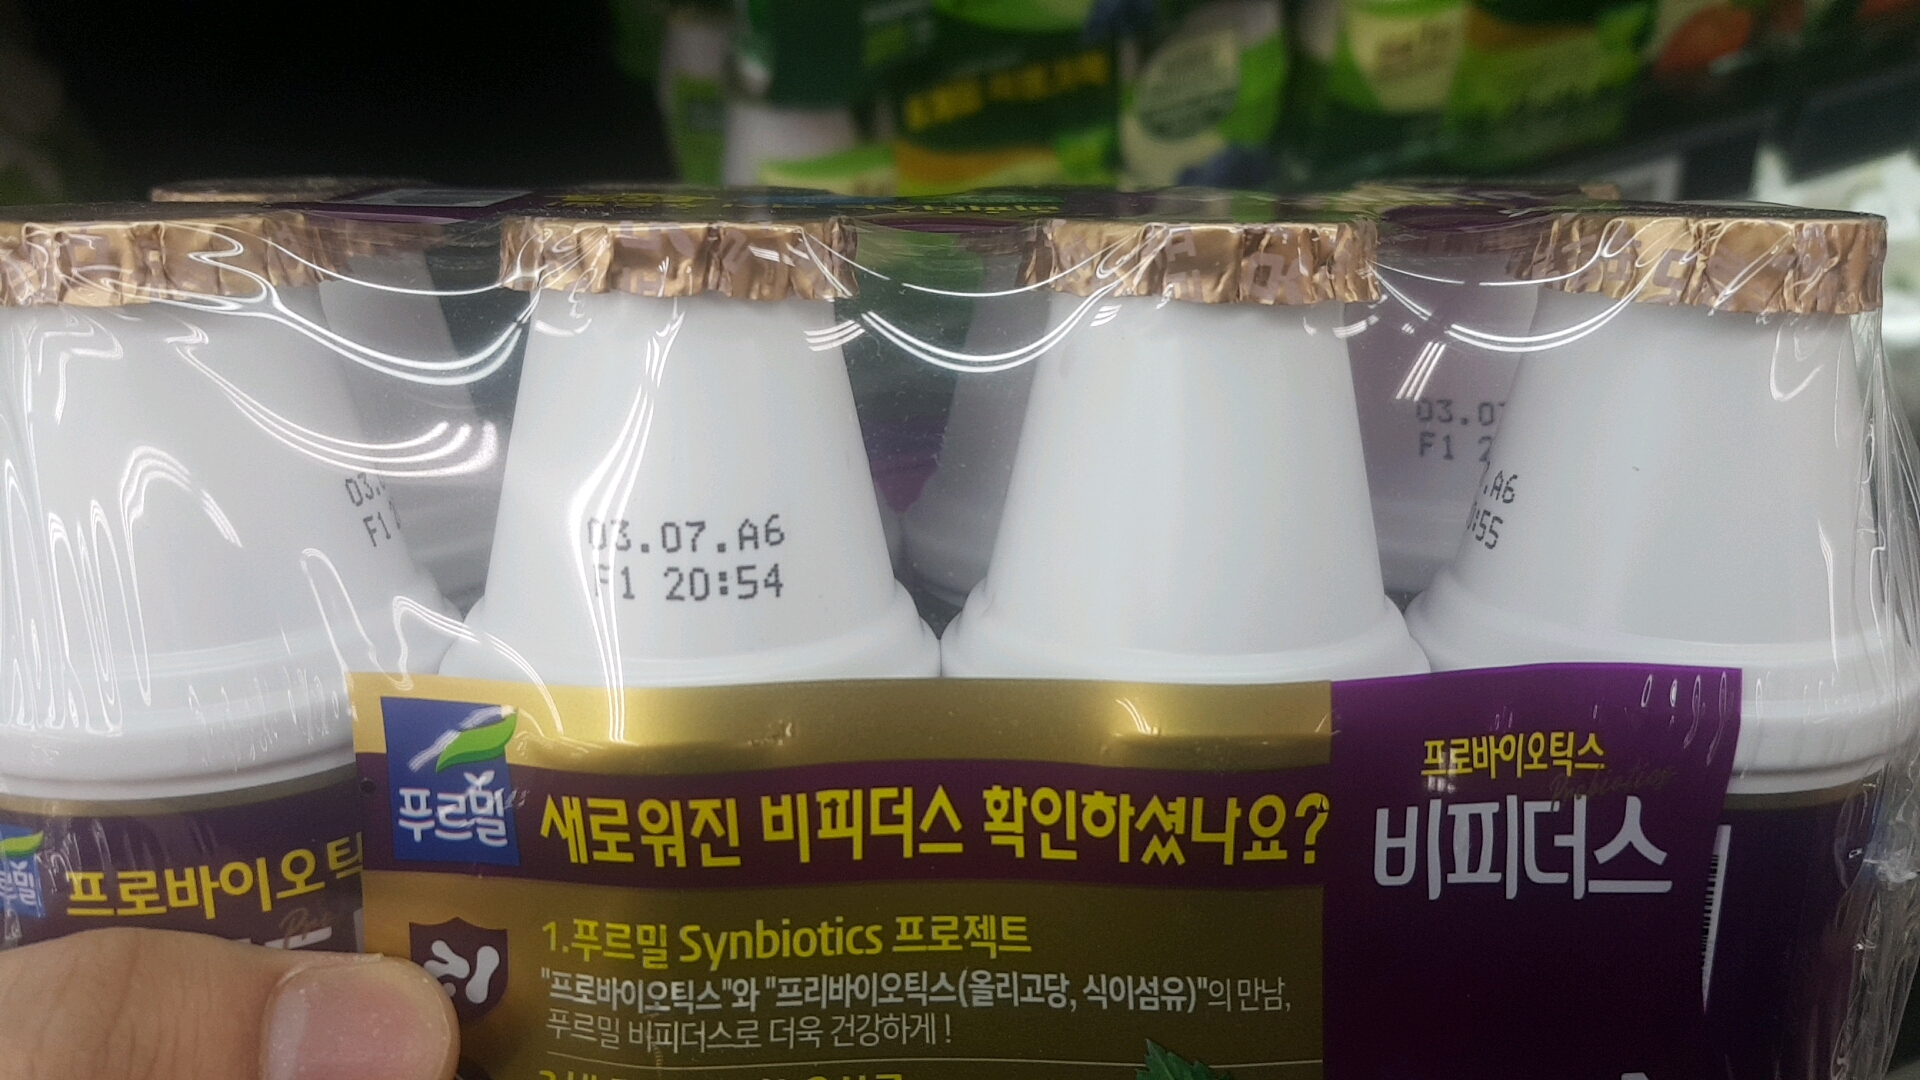 03.07.A6
F1 20:54
03.
F1
03.07
F1 2
.A6
:55
푸르밀
새로워진 비피더스 확인하셨나요?
프로바이오틱스
Probiotics
비피더스
프로바이오틱
1.푸르밀 Synbiotics 프로젝트
"프로바이오틱스"와 "프리바이오틱스(올리고당, 식이섬유)"의 만남,
푸르밀 비피더스로 더욱 건강하게!